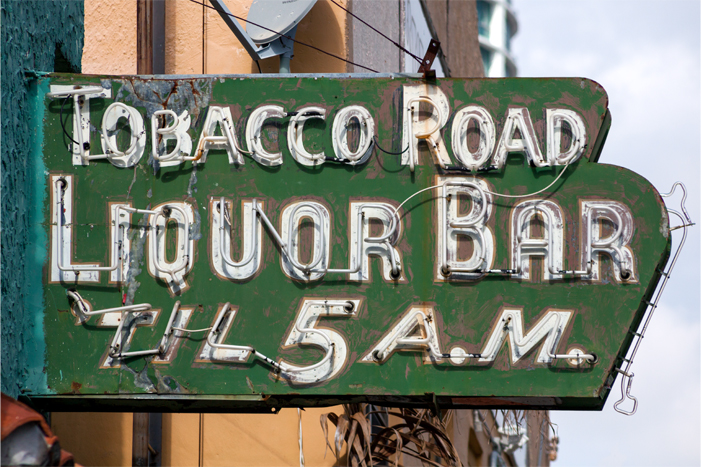 TOBACCO ROAD
LIQUOR BAR
TIL 5 A.M.